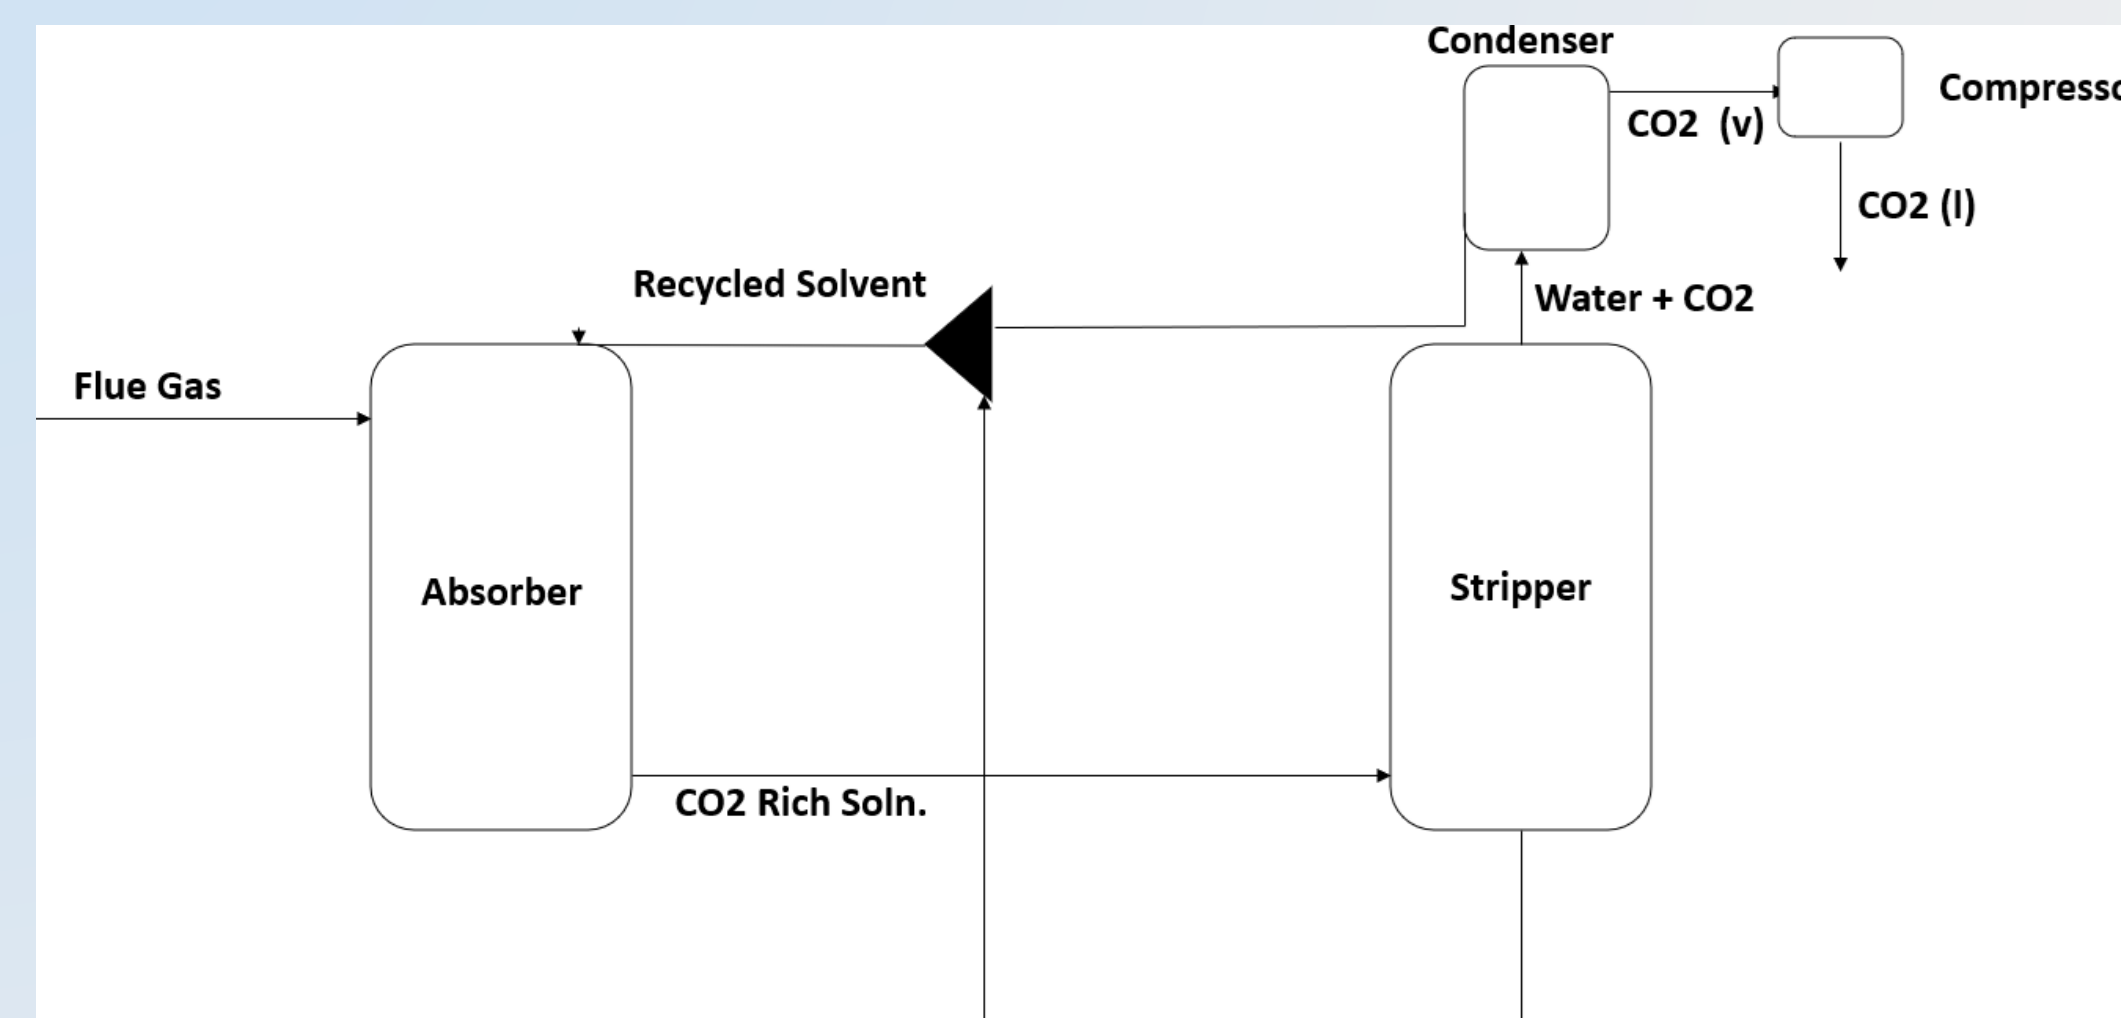 Condenser
Compresso
CO2 (v)
CO2 (l)
Recycled Solvent
Water + CO2
Flue Gas
Absorber
Stripper
CO2 Rich Soln.